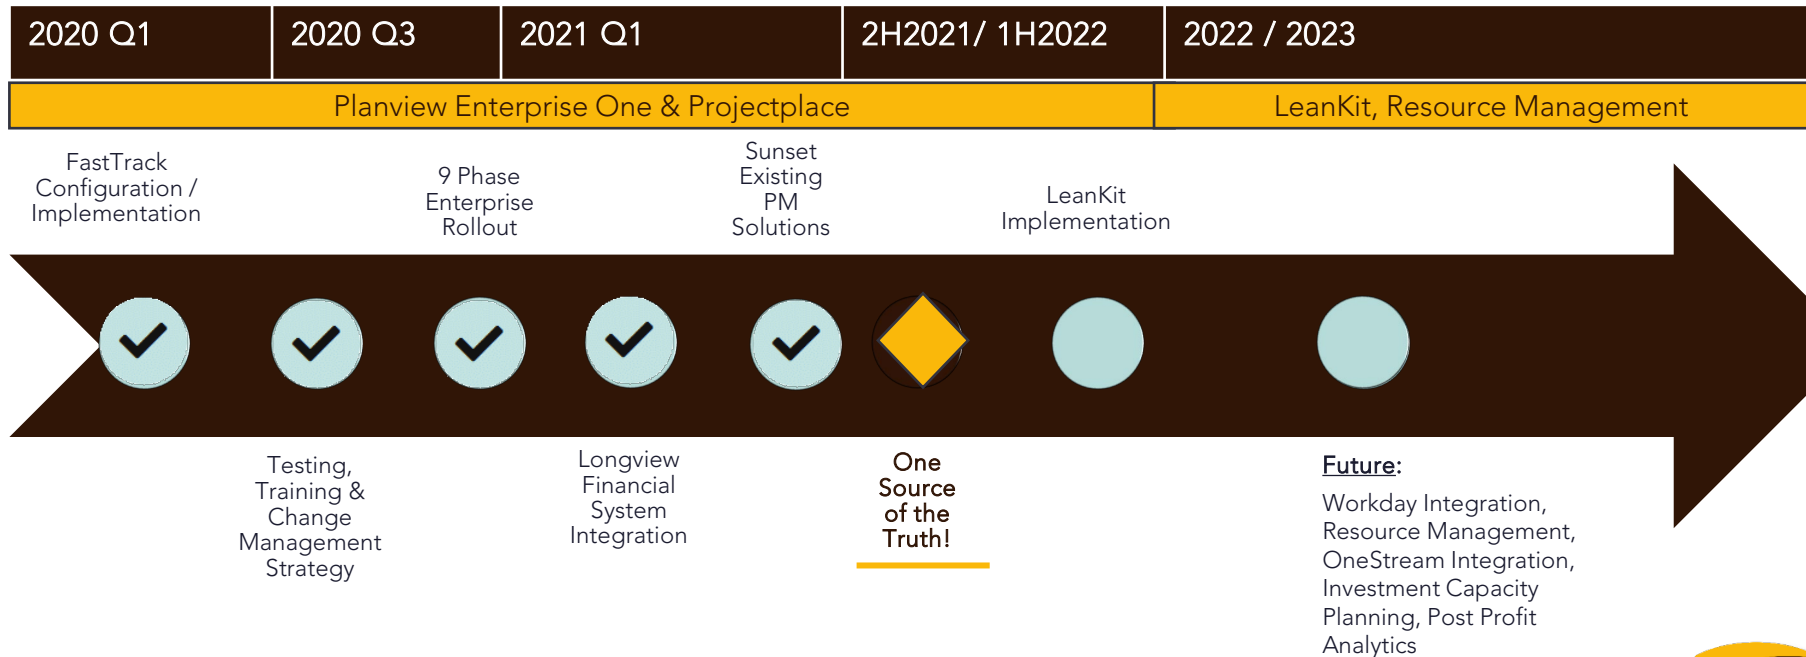 2020 Q1
2020 Q3
2021 Q1
2H2021/ 1H2022
2022 / 2023
Planview Enterprise One & Projectplace
LeanKit, Resource Management
FastTrack
Configuration /
Implementation
9 Phase
Enterprise
Rollout
Sunset
Existing
PM
Solutions
LeanKit
Implementation
Testing,
Training &
Change
Management
Strategy
Longview
Financial
System
Integration
One
Source
of the
Truth!
Future:
Workday Integration,
Resource Management,
OneStream Integration,
Investment Capacity
Planning, Post Profit
Analytics